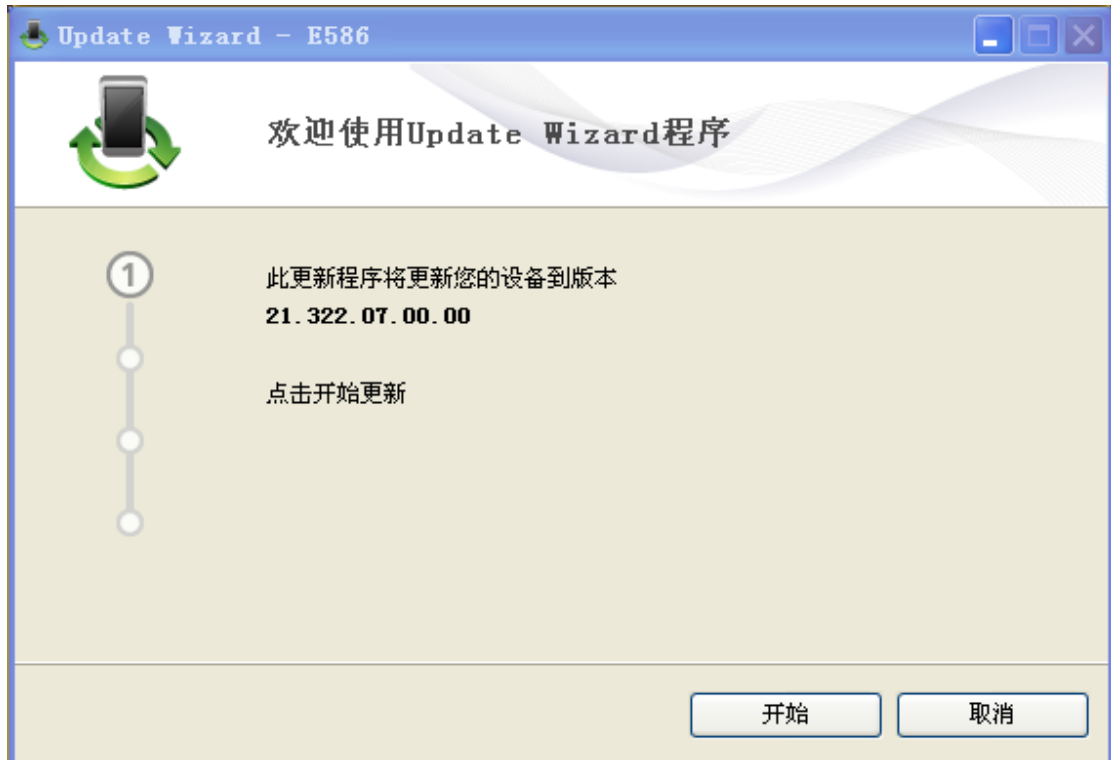 Update Wizard - E586
欢迎使用Update Wizard程序
1
此更新程序将更新您的设备到版本
21.322.07.00.00
点击开始更新
开始 取消